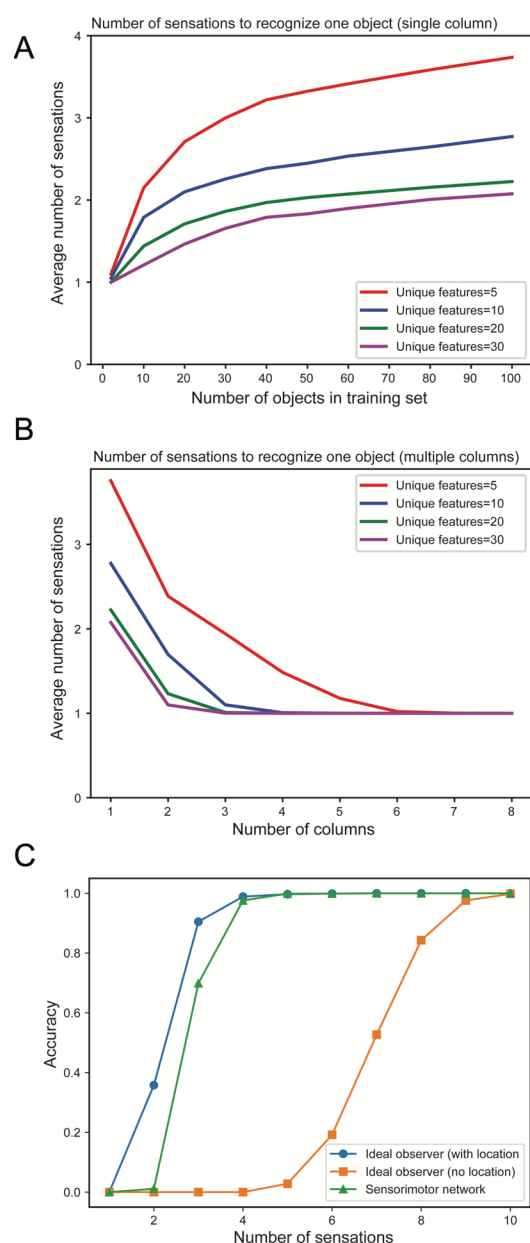 A
Number of sensations to recognize one object (single column)
4
3
2
1
0
Average number of sensations
Unique features=5
Unique features=10
Unique features=20
Unique features=30
0 10 20 30 40 50 60 70 80 90 100
Number of objects in training set
B
Number of sensations to recognize one object (multiple columns)
Unique features=5
Unique features=10
Unique features=20
Unique features=30
3
2
1
0
Average number of sensations
1 2 3 4 5 6 7 8
Number of columns
C
1.0
0.8
0.6
0.4
0.2
0.0
Accuracy
Ideal observer (with location
Ideal observer (no location)
Sensorimotor network
2 4 6 8 10
Number of sensations